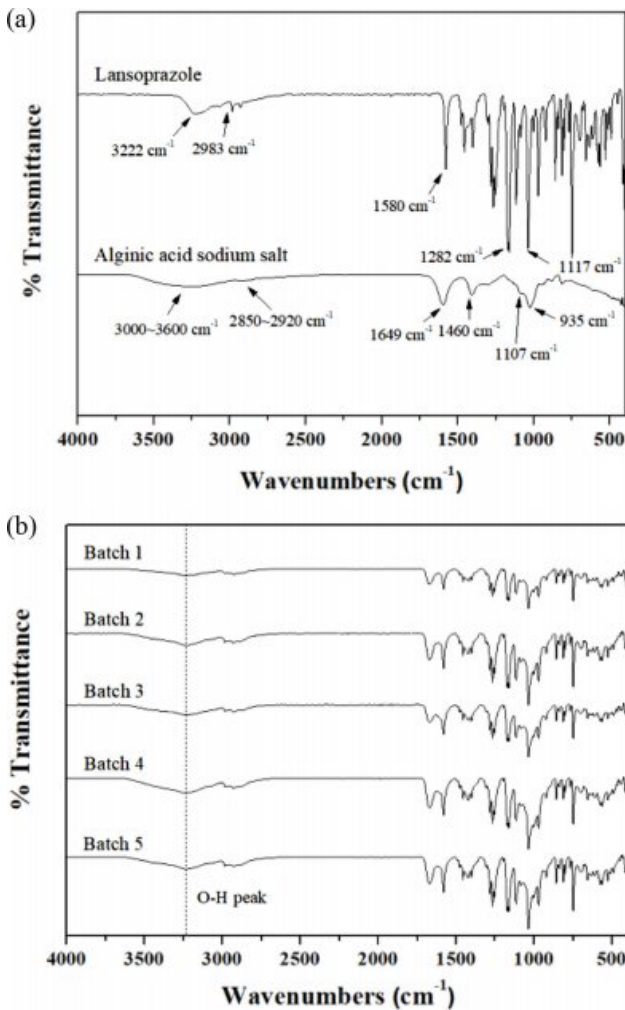 (a)
Lansoprazole
3222 cm⁻¹
2983 cm⁻¹
1580 cm⁻¹
1282 cm⁻¹
1117 cm⁻¹
Alginic acid sodium salt
3000~3600 cm⁻¹
2850~2920 cm⁻¹
1649 cm⁻¹
1460 cm⁻¹
1107 cm⁻¹
935 cm⁻¹
% Transmittance
4000 3500 3000 2500 2000 1500 1000 500
Wavenumbers (cm⁻¹)
(b)
Batch 1
Batch 2
Batch 3
Batch 4
Batch 5
O-H peak
% Transmittance
4000 3500 3000 2500 2000 1500 1000 500
Wavenumbers (cm⁻¹)